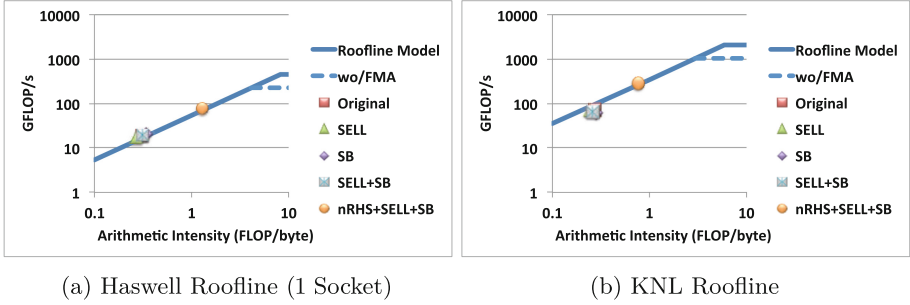 10000
1000
100
10
1
GFLOP/s
0.1 1 10
Arithmetic Intensity (FLOP/byte)
Roofline Model
wo/FMA
Original
SELL
SB
SELL+SB
nRHS+SELL+SB
(a) Haswell Roofline (1 Socket)
10000
1000
100
10
1
GFLOP/s
0.1 1 10
Arithmetic Intensity (FLOP/byte)
Roofline Model
wo/FMA
Original
SELL
SB
SELL+SB
nRHS+SELL+SB
(b) KNL Roofline